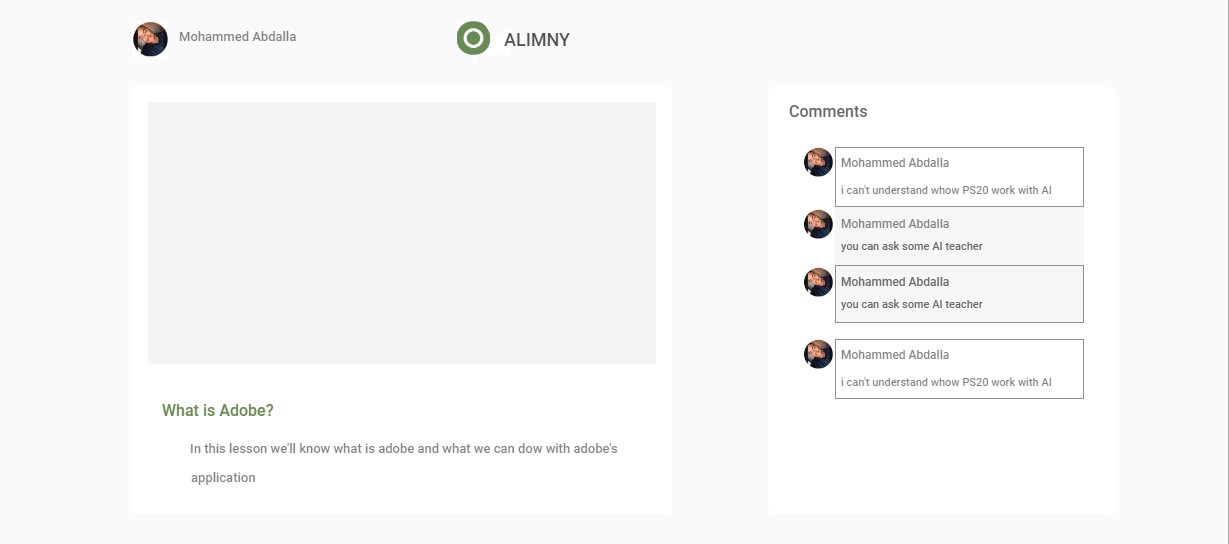 Mohammed Abdalla
ALIMNY
What is Adobe?
In this lesson we'll know what is adobe and what we can dow with adobe's
application
Comments
Mohammed Abdalla
i can't understand whow PS20 work with AI
Mohammed Abdalla
you can ask some AI teacher
Mohammed Abdalla
you can ask some AI teacher
Mohammed Abdalla
i can't understand whow PS20 work with AI